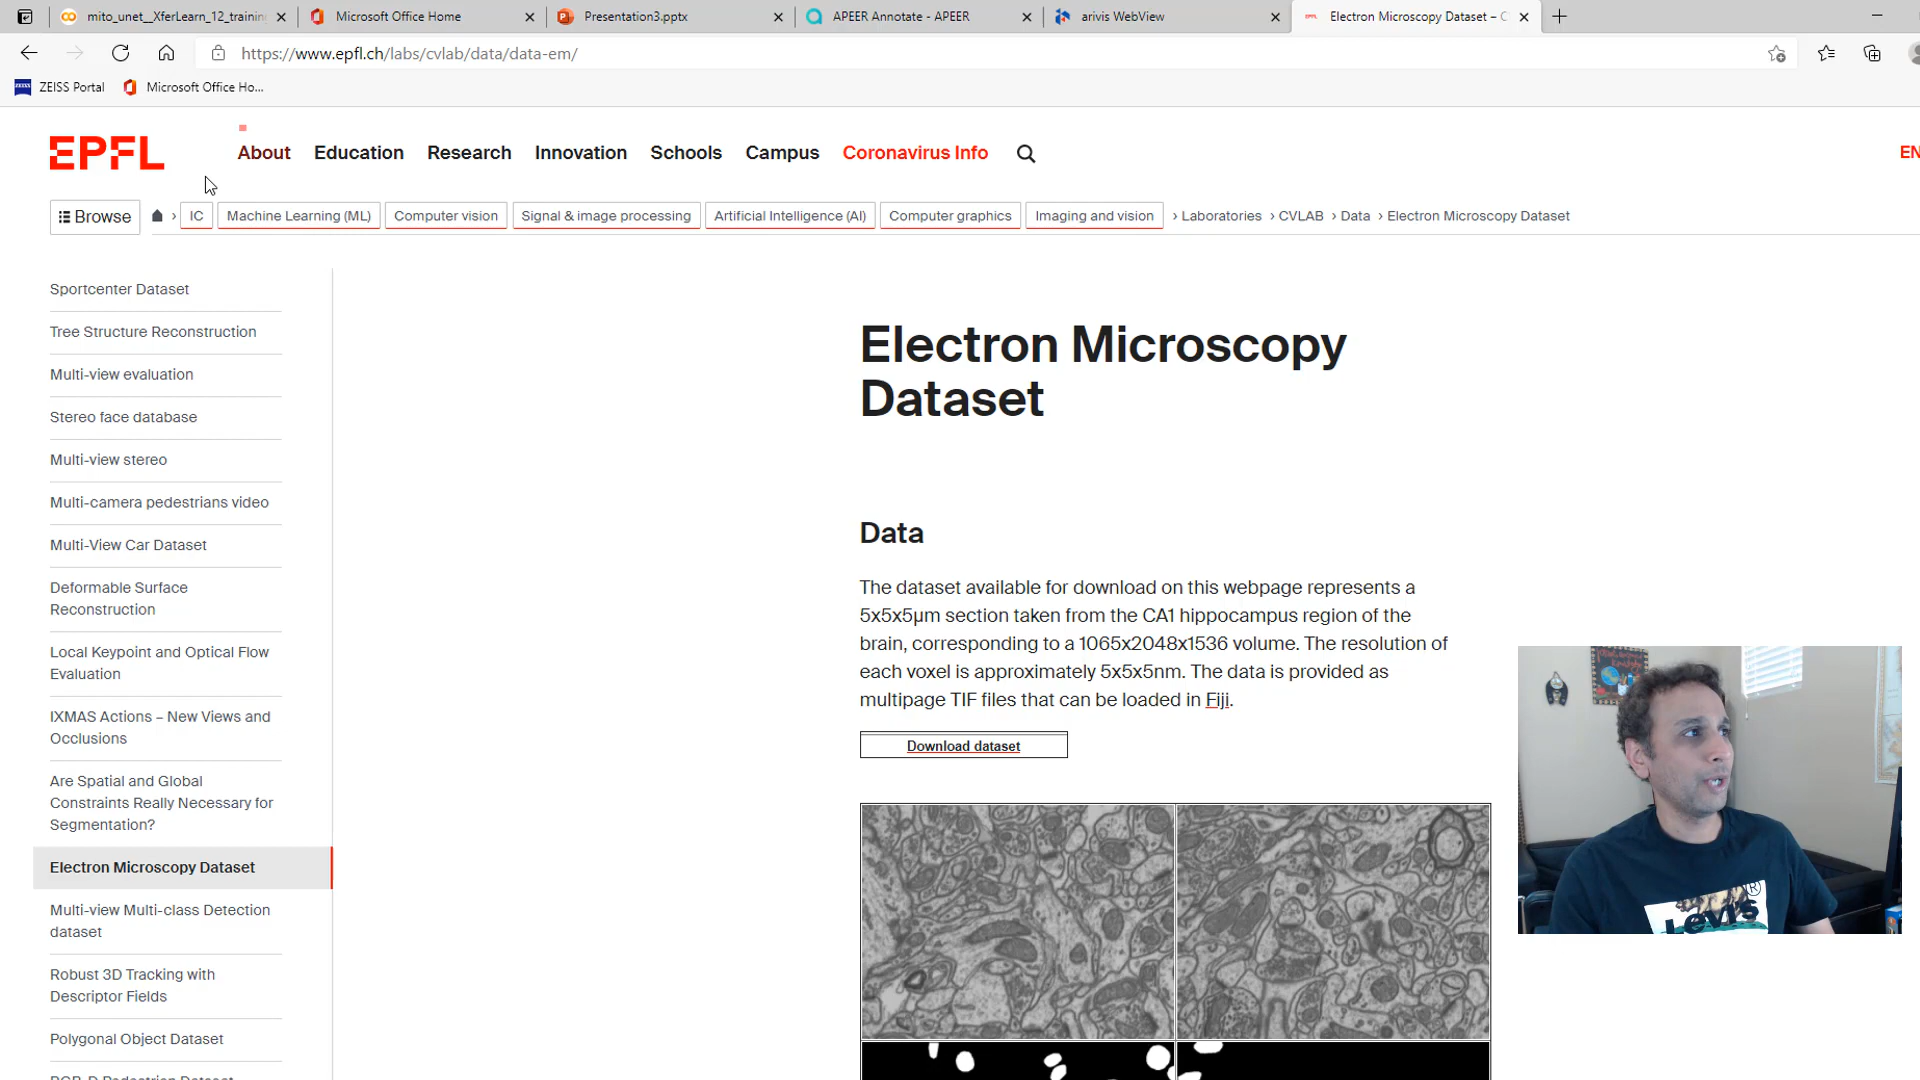 mito_unet__XferLearn_12_trainin
Microsoft Office Home
Presentation3.pptx
APEER Annotate - APEER
arivis WebView
Electron Microscopy Dataset – C
https://www.epfl.ch/labs/cvlab/data/data-em/
ZEISS Portal
Microsoft Office Ho...
EPFL
About
Education
Research
Innovation
Schools
Campus
Coronavirus Info
EN
Browse
IC
Machine Learning (ML)
Computer vision
Signal & image processing
Artificial Intelligence (AI)
Computer graphics
Imaging and vision
› Laboratories › CVLAB › Data › Electron Microscopy Dataset
Sportcenter Dataset
Tree Structure Reconstruction
Multi-view evaluation
Stereo face database
Multi-view stereo
Multi-camera pedestrians video
Multi-View Car Dataset
Deformable Surface
Reconstruction
Local Keypoint and Optical Flow
Evaluation
IXMAS Actions – New Views and
Occlusions
Are Spatial and Global
Constraints Really Necessary for
Segmentation?
Electron Microscopy Dataset
Multi-view Multi-class Detection
dataset
Robust 3D Tracking with
Descriptor Fields
Polygonal Object Dataset
RGB-D Pedestrian Dataset
Electron Microscopy
Dataset
Data
The dataset available for download on this webpage represents a
5x5x5µm section taken from the CA1 hippocampus region of the
brain, corresponding to a 1065x2048x1536 volume. The resolution of
each voxel is approximately 5x5x5nm. The data is provided as
multipage TIF files that can be loaded in Fiji.
Download dataset
Levi's
®